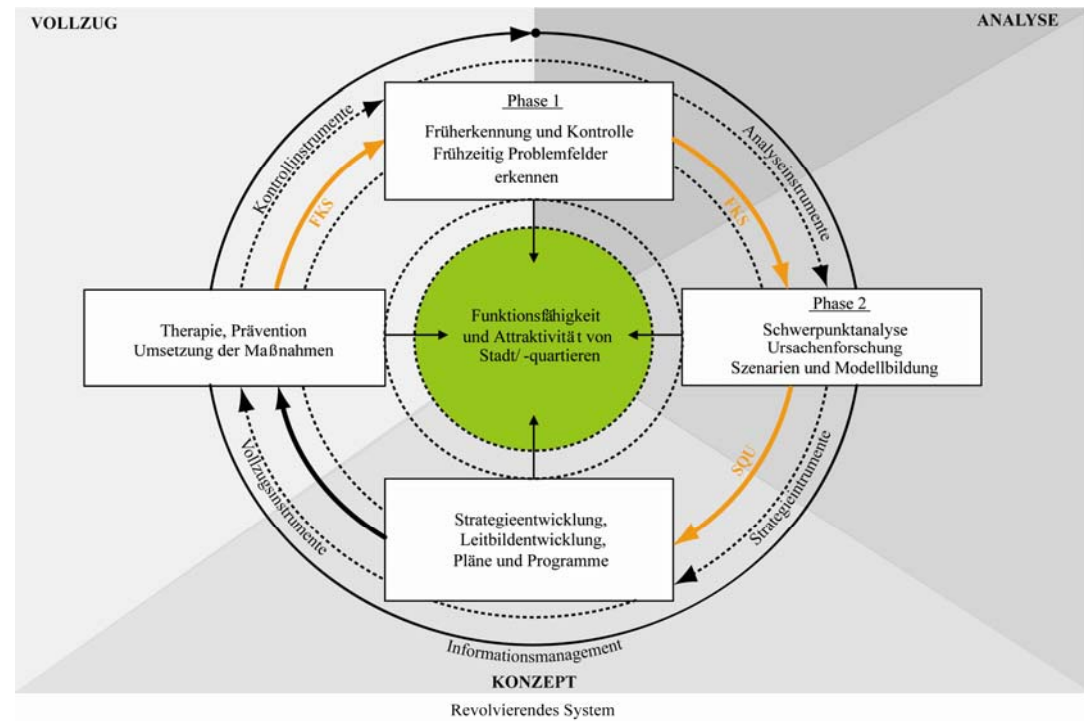 VOLLZUG
ANALYSE
Phase 1
Früherkennung und Kontrolle
Frühzeitig Problemfelder
erkennen
Kontrollinstrumente
Analyseinstrumente
FKS
FKS
Therapie, Prävention
Umsetzung der Maßnahmen
Funktionsfähigkeit
und Attraktivität von
Stadt/ -quartieren
Phase 2
Schwerpunktanalyse
Ursachenforschung
Szenarien und Modellbildung
Vollzugsinstrumente
SQU
Strategieintrumente
Strategieentwicklung,
Leitbildentwicklung,
Pläne und Programme
Informationsmanagement
KONZEPT
Revolvierendes System